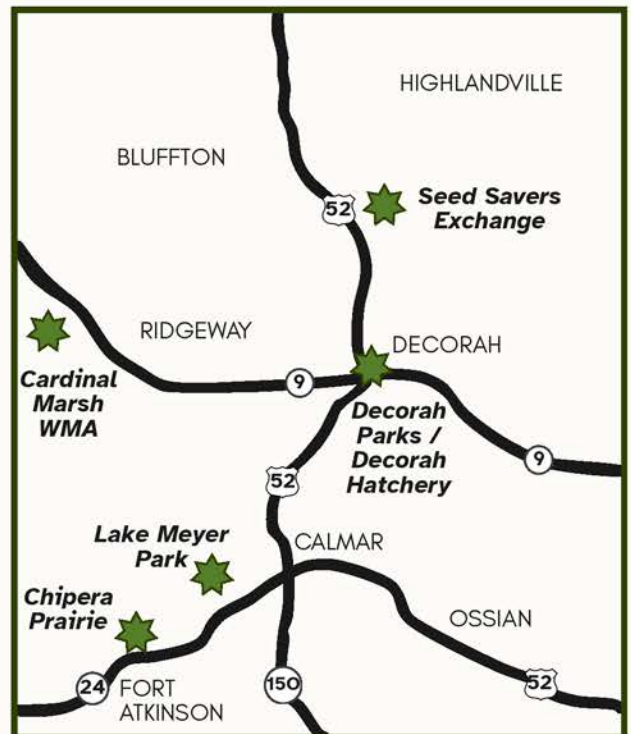 HIGHLANDVILLE
BLUFFTON
52
Seed Savers
Exchange
RIDGEWAY
DECORAH
Cardinal
Marsh
WMA
9
Decorah
Parks /
Decorah
Hatchery
9
52
Lake Meyer
Park
CALMAR
Chipera
Prairie
OSSIAN
24
FORT
ATKINSON
150
52